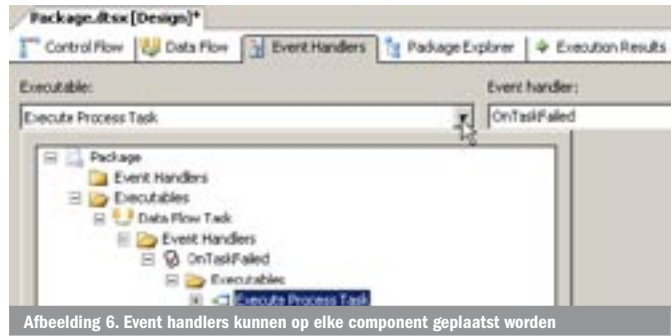 Package.dtsx [Design]*
Control Flow Data Flow Event Handlers Package Explorer Execution Results
Executable: Event handler:
Execute Process Task OnTaskFailed
Package
Event Handlers
Executables
Data Flow Task
Event Handlers
OnTaskFailed
Executables
Execute Process Task
Afbeelding 6. Event handlers kunnen op elke component geplaatst worden